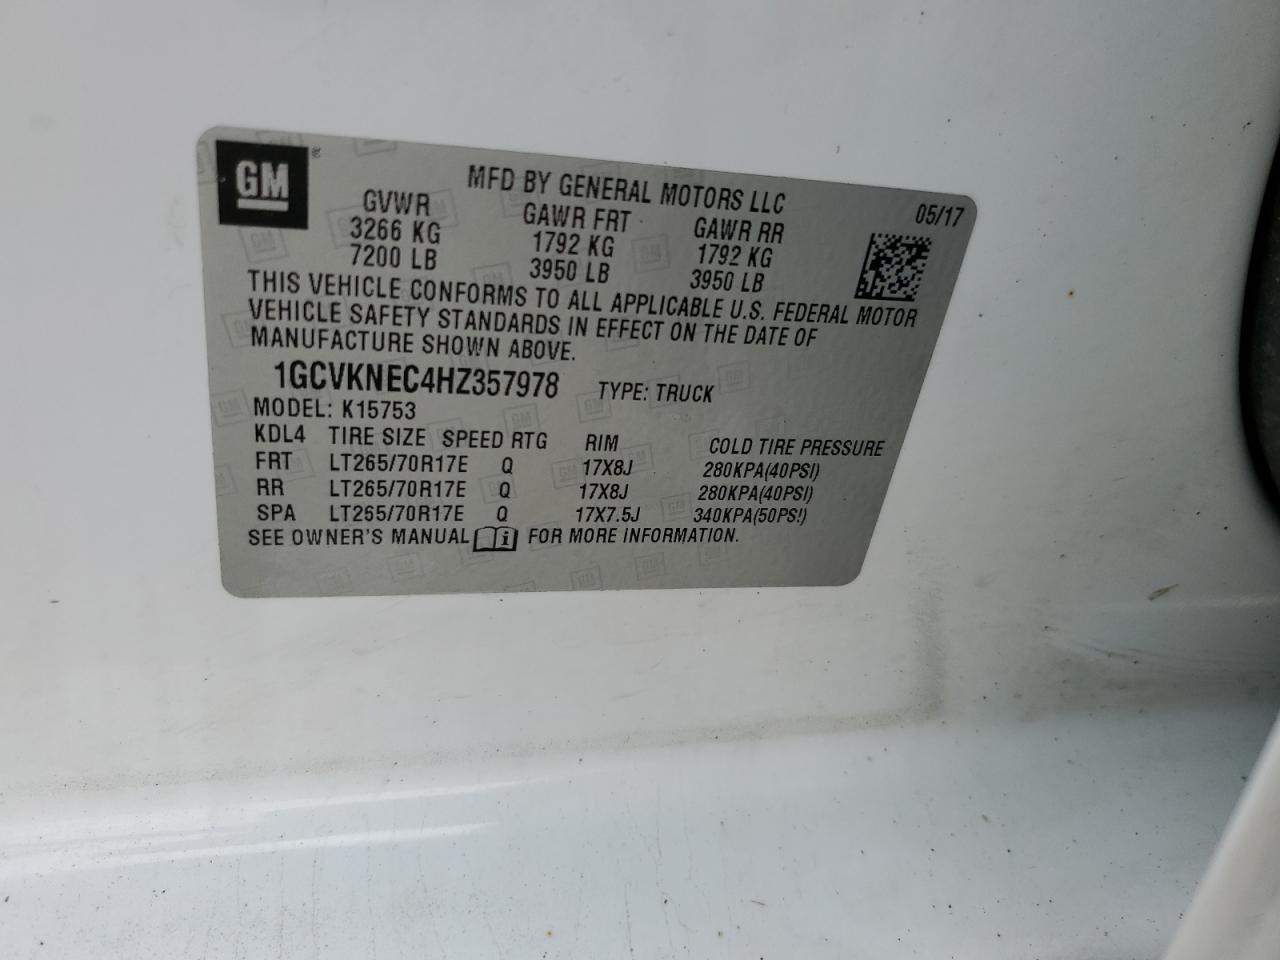 GM ®
MFD BY GENERAL MOTORS LLC
05/17
GVWR GAWR FRT GAWR RR
3266 KG 1792 KG 1792 KG
7200 LB 3950 LB 3950 LB
THIS VEHICLE CONFORMS TO ALL APPLICABLE U.S. FEDERAL MOTOR
VEHICLE SAFETY STANDARDS IN EFFECT ON THE DATE OF
MANUFACTURE SHOWN ABOVE.
1GCVKNEC4HZ357978 TYPE: TRUCK
MODEL: K15753
KDL4 TIRE SIZE SPEED RTG RIM COLD TIRE PRESSURE
FRT LT265/70R17E Q 17X8J 280KPA(40PSI)
RR LT265/70R17E Q 17X8J 280KPA(40PSI)
SPA LT265/70R17E Q 17X7.5J 340KPA(50PSI)
SEE OWNER'S MANUAL i FOR MORE INFORMATION.